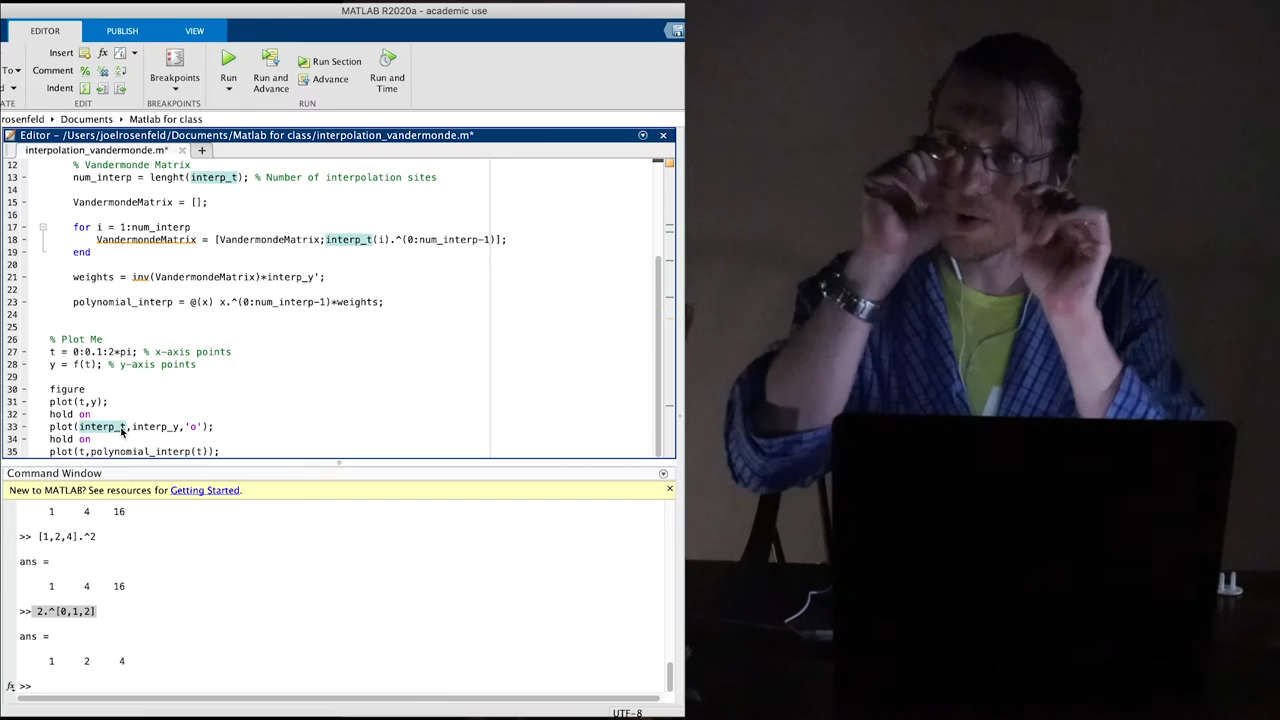 MATLAB R2020a - academic use
EDITOR PUBLISH VIEW
Insert fx
Run Section
To Comment % Breakpoints Run Run and Advance Advance Run and Time
Indent
ATE EDIT BREAKPOINTS RUN
rosenfeld Documents Matlab for class
Editor - /Users/joelrosenfeld/Documents/Matlab for class/interpolation_vandermonde.m*
interpolation_vandermonde.m* × +
12 % Vandermonde Matrix
13 - num_interp = lenght(interp_t); % Number of interpolation sites
14
15 - VandermondeMatrix = [];
16
17 - for i = 1:num_interp
18 - VandermondeMatrix = [VandermondeMatrix;interp_t(i).^(0:num_interp-1)];
19 - end
20
21 - weights = inv(VandermondeMatrix)*interp_y';
22
23 - polynomial_interp = @(x) x.^(0:num_interp-1)*weights;
24
25
26 % Plot Me
27 - t = 0:0.1:2*pi; % x-axis points
28 - y = f(t); % y-axis points
29
30 - figure
31 - plot(t,y);
32 - hold on
33 - plot(interp_t,interp_y,'o');
34 - hold on
35 - plot(t,polynomial_interp(t));
Command Window
New to MATLAB? See resources for Getting Started.
1 4 16
>> [1,2,4].^2
ans =
1 4 16
>> 2.^[0,1,2]
ans =
1 2 4
fx >>
UTF-8